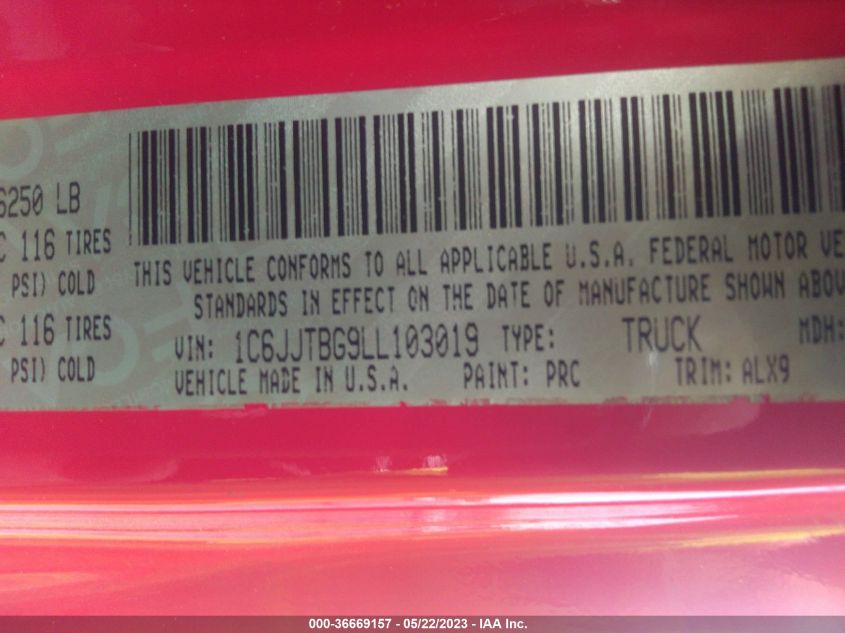 6250 LB
C 116 TIRES
PSI) COLD
C 116 TIRES
PSI) COLD
THIS VEHICLE CONFORMS TO ALL APPLICABLE U.S.A. FEDERAL MOTOR VE
STANDARDS IN EFFECT ON THE DATE OF MANUFACTURE SHOWN ABOV
VIN: 1C6JJTBG9LL103019 TYPE: TRUCK MDH:
VEHICLE MADE IN U.S.A. PAINT: PRC TRIM: ALX9
000-36669157 - 05/22/2023 - IAA Inc.